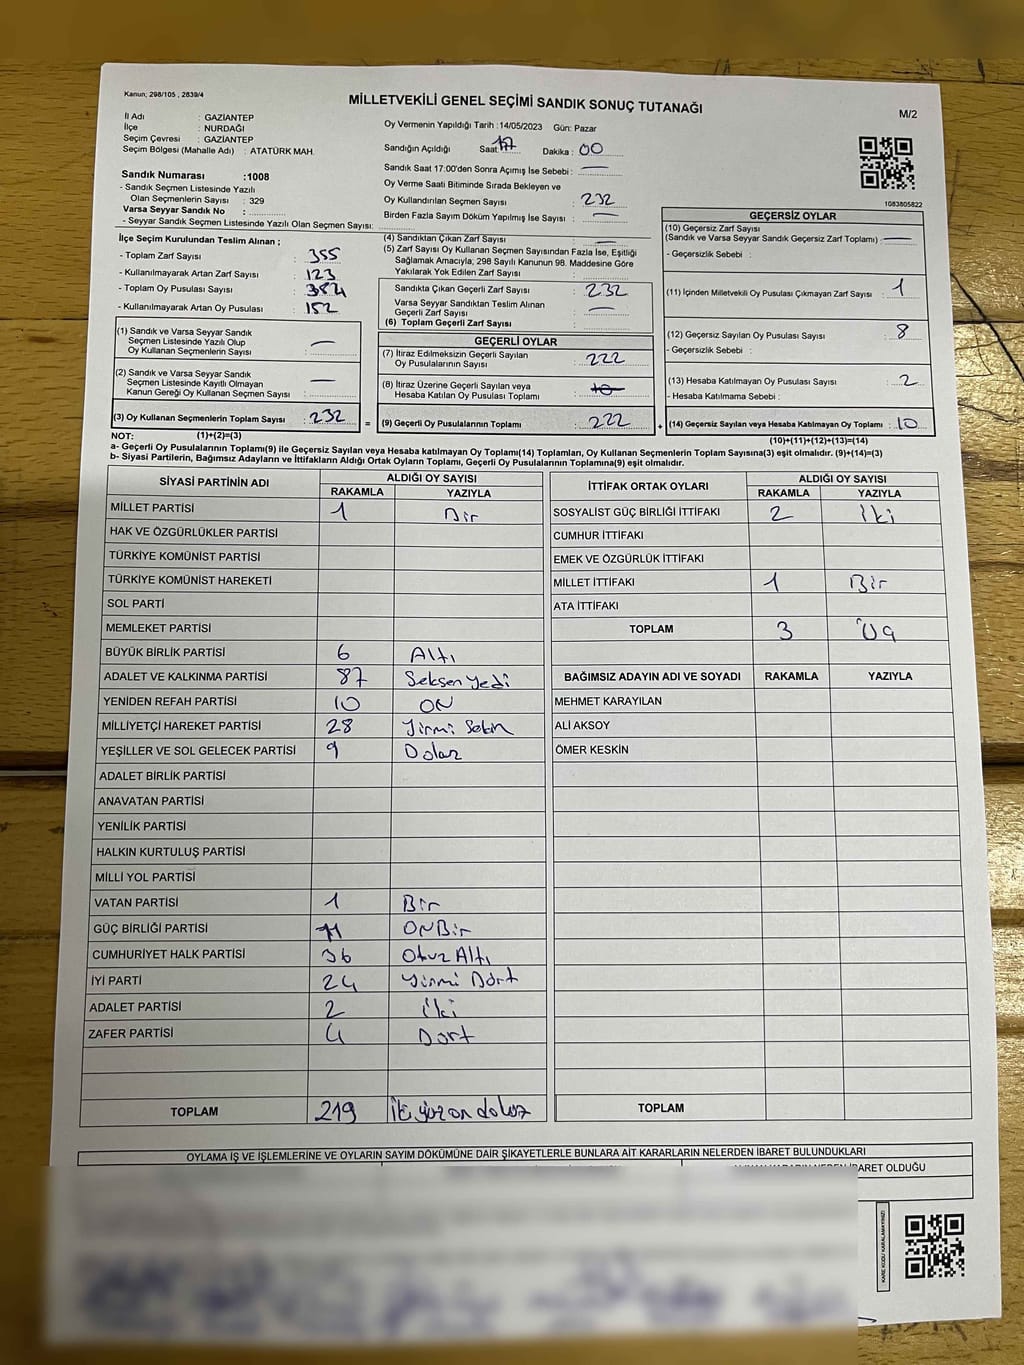 Kanun; 298/105 , 2839/4
MİLLETVEKİLİ GENEL SEÇİMİ SANDIK SONUÇ TUTANAĞI
M/2
İl Adı : GAZİANTEP
İlçe : NURDAĞI
Seçim Çevresi : GAZİANTEP
Seçim Bölgesi (Mahalle Adı) : ATATÜRK MAH.
Sandık Numarası :1008
- Sandık Seçmen Listesinde Yazılı
Olan Seçmenlerin Sayısı : 329
Varsa Seyyar Sandık No :
- Seyyar Sandık Seçmen Listesinde Yazılı Olan Seçmen Sayısı:
Oy Vermenin Yapıldığı Tarih :14/05/2023 Gün: Pazar
Sandığın Açıldığı Saat: 17 Dakika : 00
Sandık Saat 17:00'den Sonra Açımış İse Sebebi : —
Oy Verme Saati Bitiminde Sırada Bekleyen ve
Oy Kullandırılan Seçmen Sayısı : 232
Birden Fazla Sayım Döküm Yapılmış İse Sayısı : —
1083805822
İlçe Seçim Kurulundan Teslim Alınan ;
- Toplam Zarf Sayısı : 355
- Kullanılmayarak Artan Zarf Sayısı : 123
- Toplam Oy Pusulası Sayısı : 384
- Kullanılmayarak Artan Oy Pusulası : 152
(1) Sandık ve Varsa Seyyar Sandık
Seçmen Listesinde Yazılı Olup
Oy Kullanan Seçmenlerin Sayısı : —
(2) Sandık ve Varsa Seyyar Sandık
Seçmen Listesinde Kayıtlı Olmayan
Kanun Gereği Oy Kullanan Seçmen Sayısı : —
(3) Oy Kullanan Seçmenlerin Toplam Sayısı : 232
(1)+(2)=(3)
(4) Sandıktan Çıkan Zarf Sayısı : —
(5) Zarf Sayısı Oy Kullanan Seçmen Sayısından Fazla İse, Eşitliği
Sağlamak Amacıyla; 298 Sayılı Kanunun 98. Maddesine Göre
Yakılarak Yok Edilen Zarf Sayısı :
Sandıkta Çıkan Geçerli Zarf Sayısı : 232
Varsa Seyyar Sandıktan Teslim Alınan
Geçerli Zarf Sayısı : —
(6) Toplam Geçerli Zarf Sayısı :
GEÇERLİ OYLAR
(7) İtiraz Edilmeksizin Geçerli Sayılan
Oy Pusulalarının Sayısı : 222
(8) İtiraz Üzerine Geçerli Sayılan veya
Hesaba Katılan Oy Pusulası Toplamı : 10
= (9) Geçerli Oy Pusulalarının Toplamı : 222
GEÇERSİZ OYLAR
(10) Geçersiz Zarf Sayısı
(Sandık ve Varsa Seyyar Sandık Geçersiz Zarf Toplamı) : —
- Geçersizlik Sebebi :
(11) İçinden Milletvekili Oy Pusulası Çıkmayan Zarf Sayısı : 1
(12) Geçersiz Sayılan Oy Pusulası Sayısı : 8
- Geçersizlik Sebebi :
(13) Hesaba Katılmayan Oy Pusulası Sayısı : 2
- Hesaba Katılmama Sebebi :
+ (14) Geçersiz Sayılan veya Hesaba Katılmayan Oy Toplamı : 10
(10)+(11)+(12)+(13)=(14)
NOT:
a- Geçerli Oy Pusulalarının Toplamı(9) ile Geçersiz Sayılan veya Hesaba katılmayan Oy Toplamı(14) Toplamları, Oy Kullanan Seçmenlerin Toplam Sayısına(3) eşit olmalıdır. (9)+(14)=(3)
b- Siyasi Partilerin, Bağımsız Adayların ve İttifakların Aldığı Ortak Oyların Toplamı, Geçerli Oy Pusulalarının Toplamına(9) eşit olmalıdır.
SİYASİ PARTİNİN ADI ALDIĞI OY SAYISI
RAKAMLA YAZIYLA
MİLLET PARTİSİ 1 Bir
HAK VE ÖZGÜRLÜKLER PARTİSİ
TÜRKİYE KOMÜNİST PARTİSİ
TÜRKİYE KOMÜNİST HAREKETİ
SOL PARTİ
MEMLEKET PARTİSİ
BÜYÜK BİRLİK PARTİSİ 6 Altı
ADALET VE KALKINMA PARTİSİ 87 Seksen Yedi
YENİDEN REFAH PARTİSİ 10 ON
MİLLİYETÇİ HAREKET PARTİSİ 28 Yirmi Sekin
YEŞİLLER VE SOL GELECEK PARTİSİ 9 Dokuz
ADALET BİRLİK PARTİSİ
ANAVATAN PARTİSİ
YENİLİK PARTİSİ
HALKIN KURTULUŞ PARTİSİ
MİLLİ YOL PARTİSİ
VATAN PARTİSİ 1 Bir
GÜÇ BİRLİĞİ PARTİSİ 11 ONBir
CUMHURİYET HALK PARTİSİ 36 Otuz Altı
İYİ PARTİ 24 Yirmi Dört
ADALET PARTİSİ 2 iki
ZAFER PARTİSİ 4 Dört
TOPLAM 219 İkiyüz on dokuz
İTTİFAK ORTAK OYLARI ALDIĞI OY SAYISI
RAKAMLA YAZIYLA
SOSYALİST GÜÇ BİRLİĞİ İTTİFAKI 2 İki
CUMHUR İTTİFAKI
EMEK VE ÖZGÜRLÜK İTTİFAKI
MİLLET İTTİFAKI 1 Bir
ATA İTTİFAKI
TOPLAM 3 Üç
BAĞIMSIZ ADAYIN ADI VE SOYADI RAKAMLA YAZIYLA
MEHMET KARAYILAN
ALİ AKSOY
ÖMER KESKİN
TOPLAM
OYLAMA İŞ VE İŞLEMLERİNE VE OYLARIN SAYIM DÖKÜMÜNE DAİR ŞİKAYETLERLE BUNLARA AİT KARARLARIN NELERDEN İBARET BULUNDUKLARI
İBARET OLDUĞU
KARE KODU KARALAMAYINIZ!